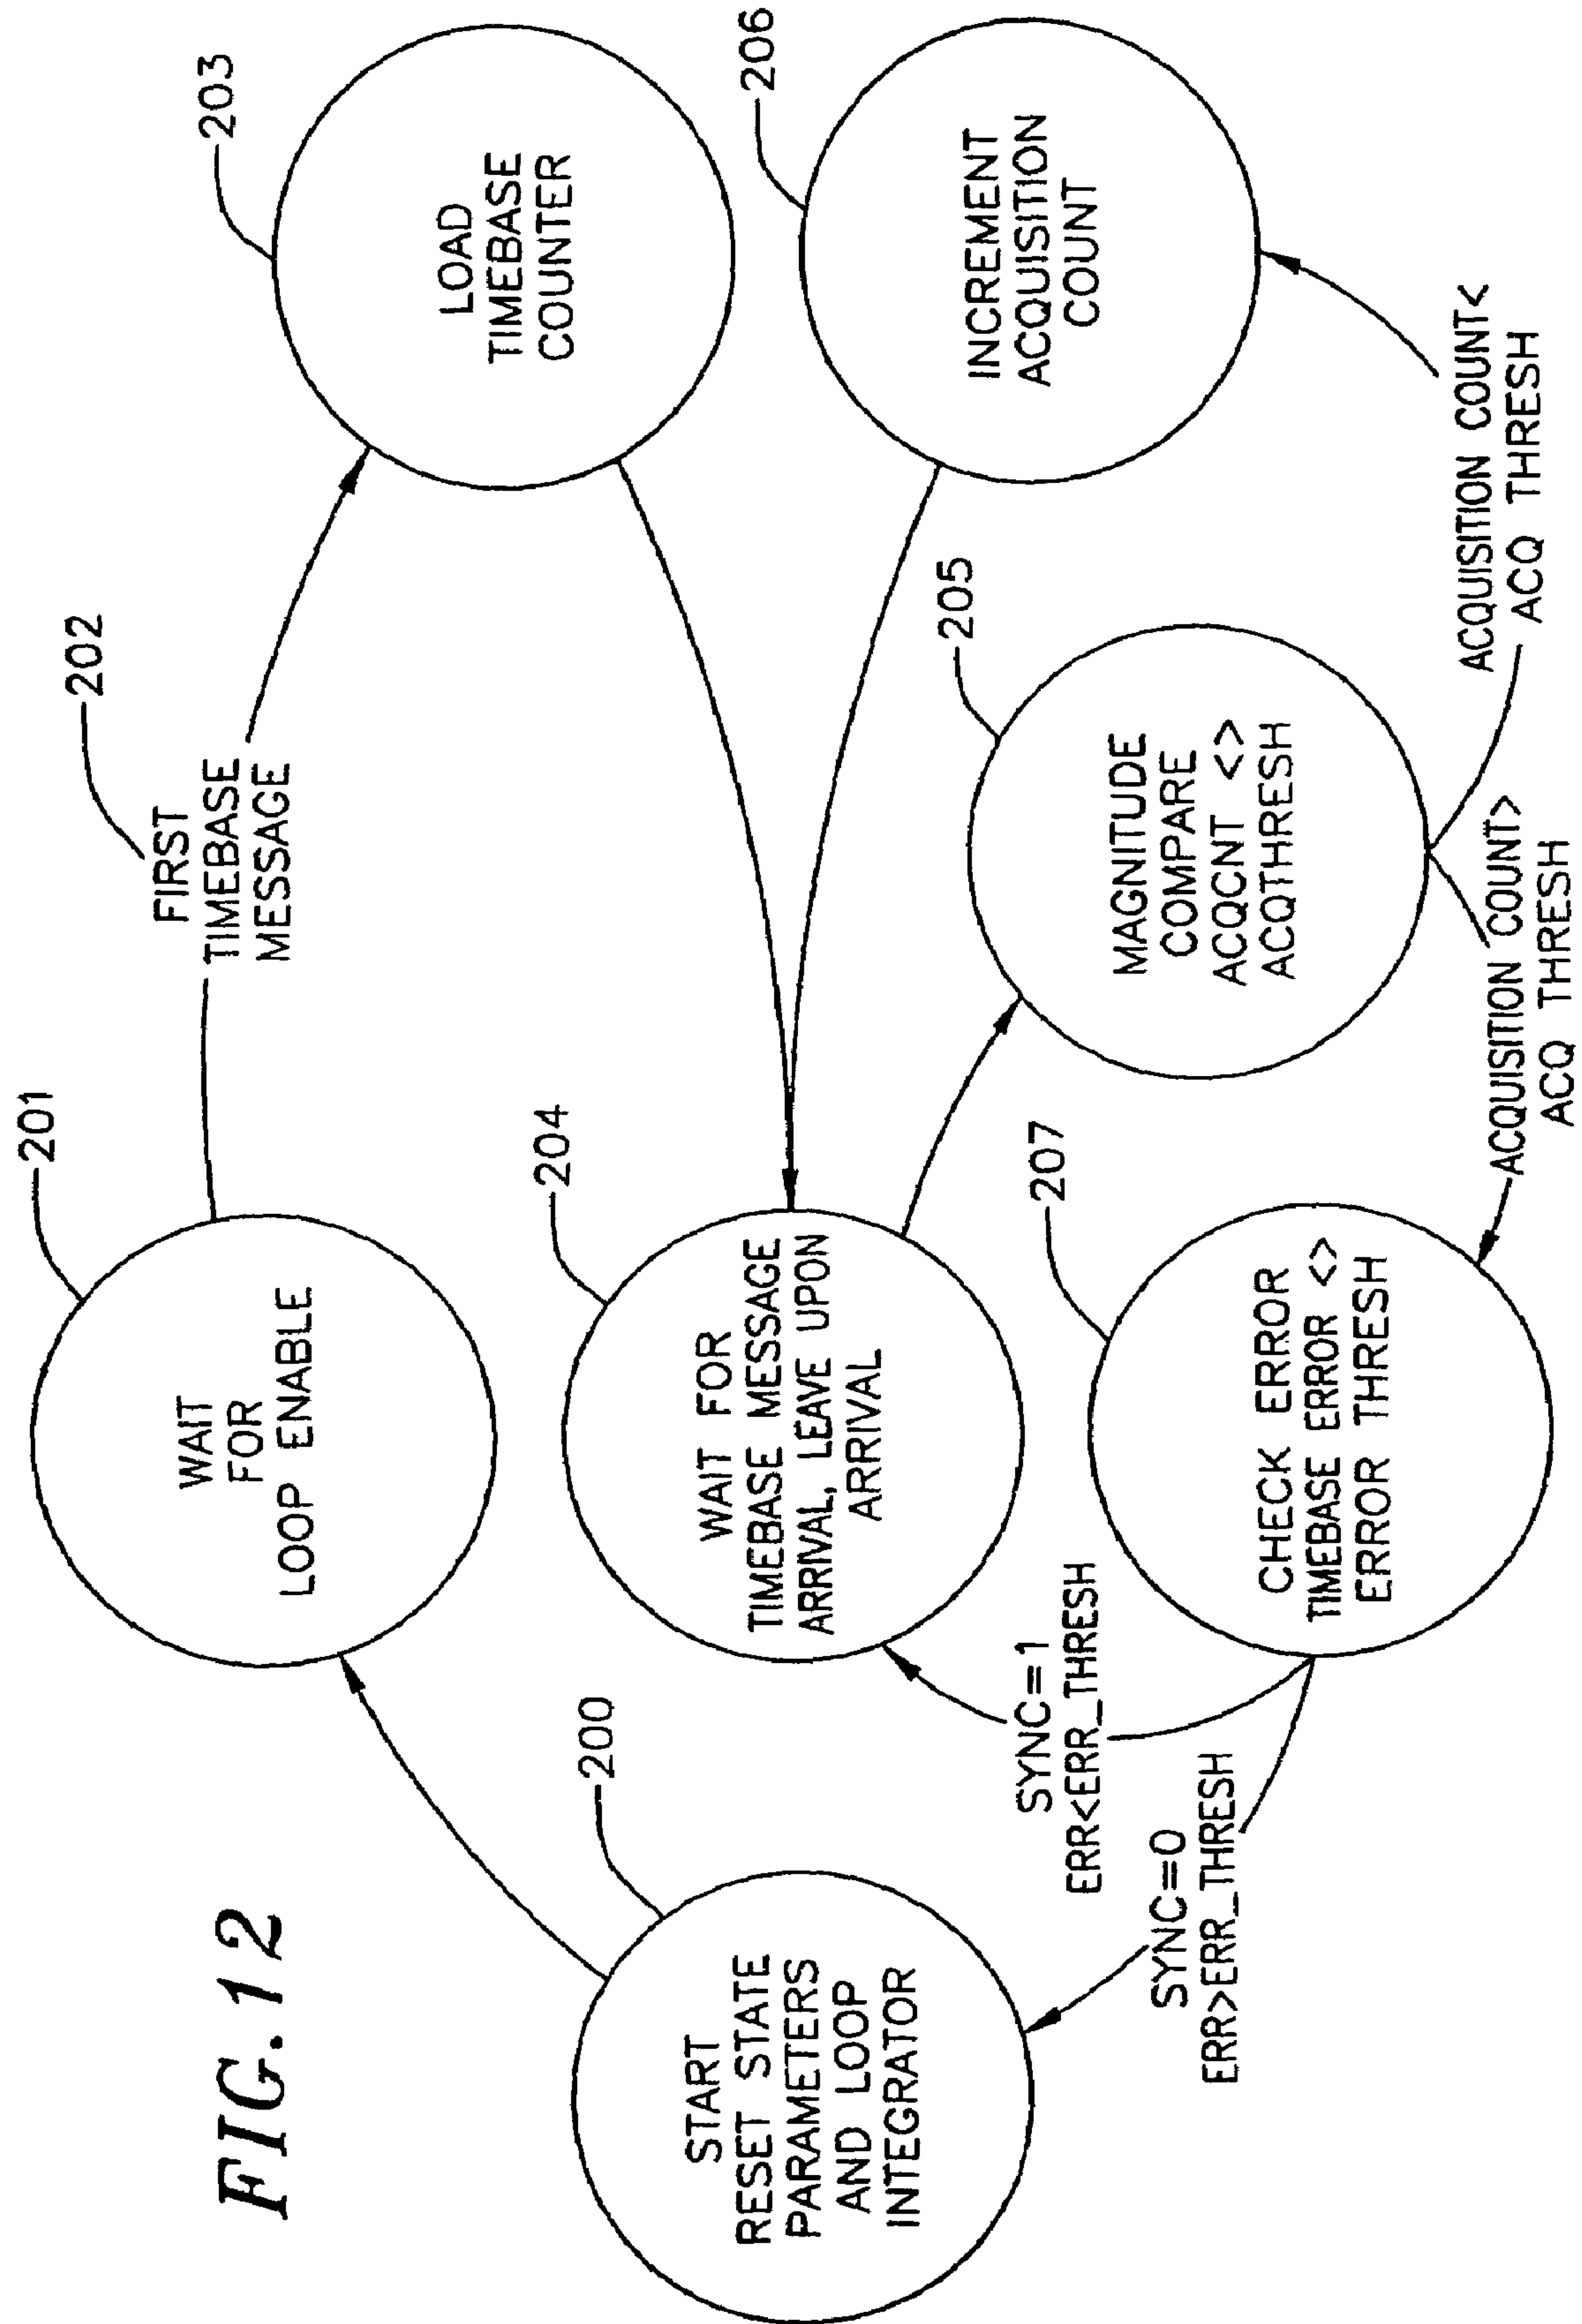 FIG. 12
201
WAIT
FOR
LOOP ENABLE
202
FIRST
TIMEBASE
MESSAGE
203
LOAD
TIMEBASE
COUNTER
200
START
RESET STATE
PARAMETERS
AND LOOP
INTEGRATOR
204
WAIT FOR
TIMEBASE MESSAGE
ARRIVAL, LEAVE UPON
ARRIVAL
206
INCREMENT
ACQUISITION
COUNT
205
MAGNITUDE
COMPARE
ACQCNT <>
ACQTHRESH
SYNC=1
ERR<ERR_THRESH
SYNC=0
ERR>ERR_THRESH
207
CHECK ERROR
TIMEBASE ERROR <>
ERROR THRESH
ACQUISITION COUNT>
ACQ THRESH
ACQUISITION COUNT<
ACQ THRESH